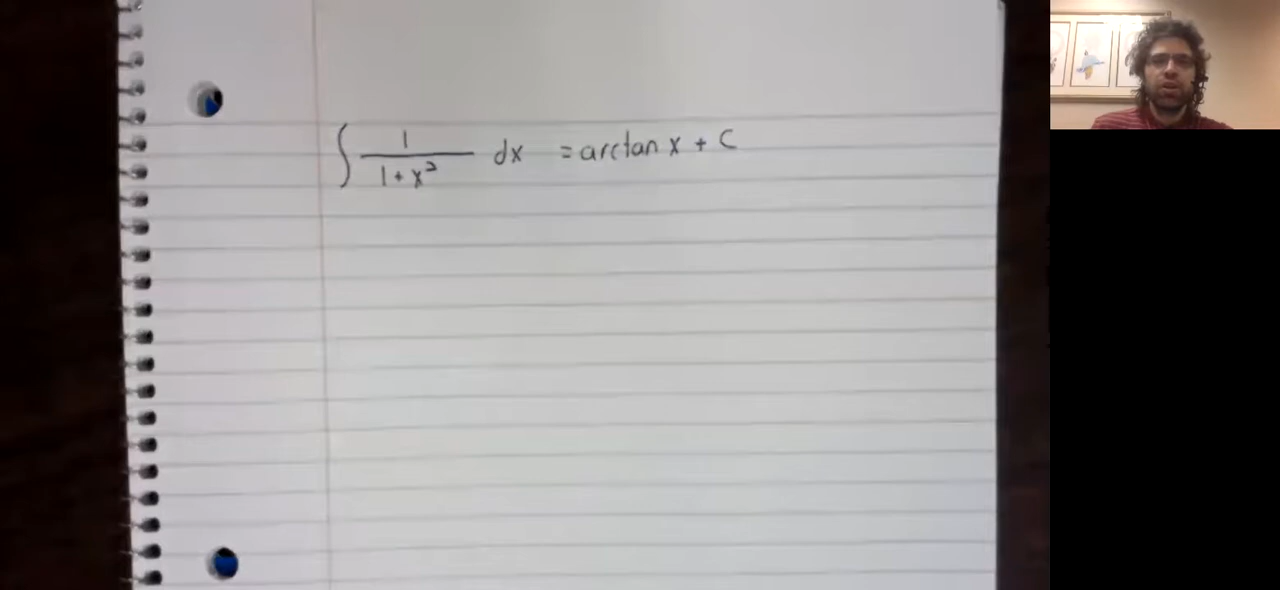 ∫ 1/(1+x²) dx = arctan x + C